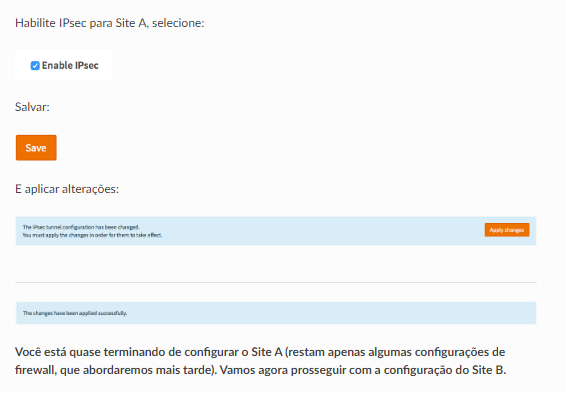 Habilite IPsec para Site A, selecione:
Enable IPsec
Salvar:
Save
E aplicar alterações:
The IPsec tunnel configuration has been changed.
You must apply the changes in order for them to take effect.
Apply changes
The changes have been applied successfully.
Você está quase terminando de configurar o Site A (restam apenas algumas configurações de
firewall, que abordaremos mais tarde). Vamos agora prosseguir com a configuração do Site B.